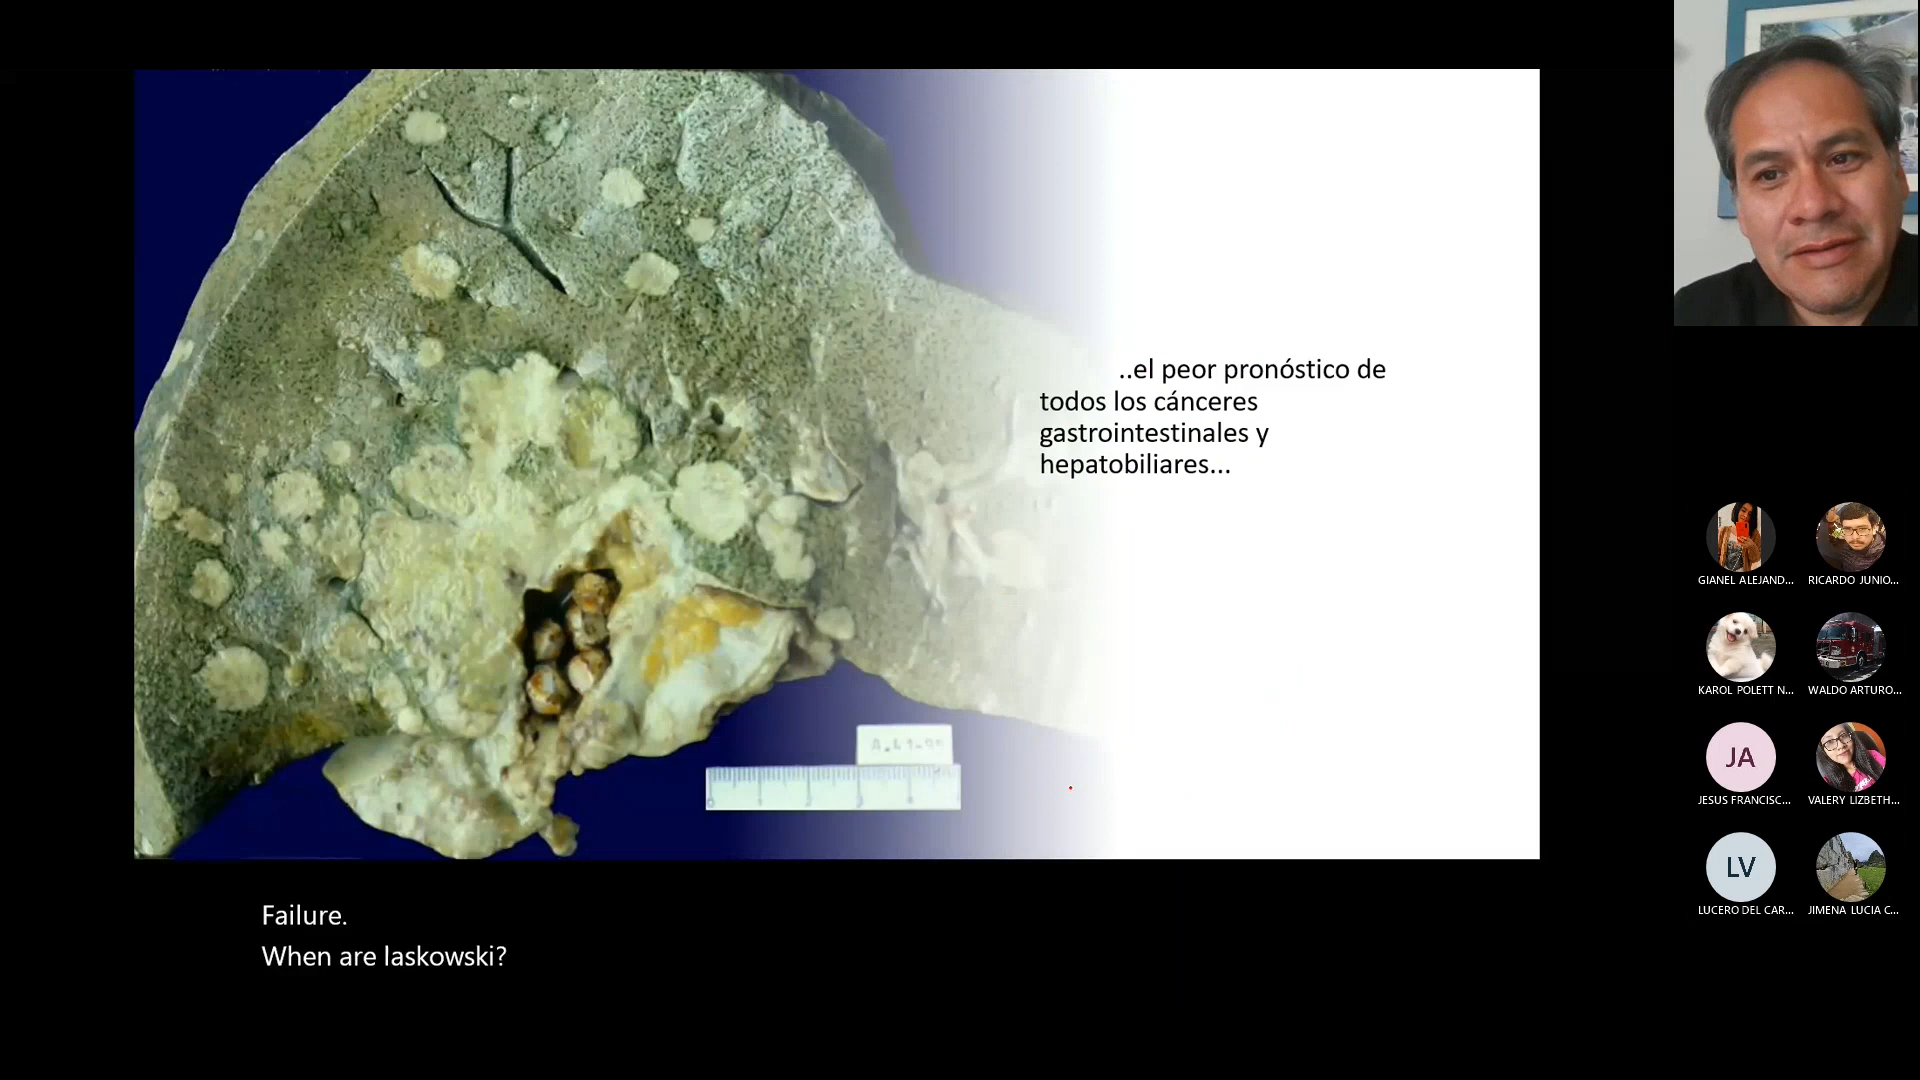 ..el peor pronóstico de
todos los cánceres
gastrointestinales y
hepatobiliares...
Failure.
When are laskowski?
GIANEL ALEJAND...
RICARDO JUNIO...
KAROL POLETT N...
WALDO ARTURO...
JA
JESUS FRANCISC...
VALERY LIZBETH...
LV
LUCERO DEL CAR...
JIMENA LUCIA C...